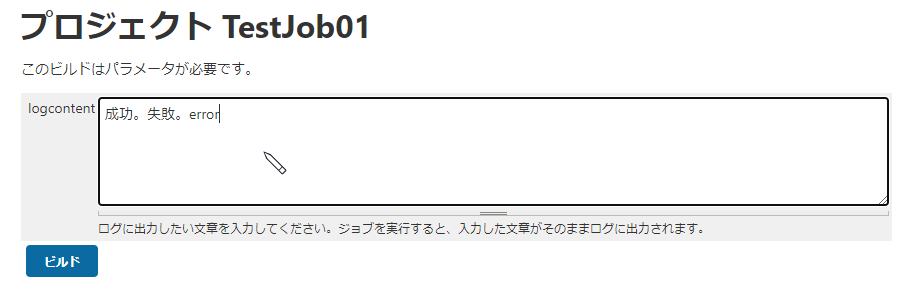 プロジェクト TestJob01
このビルドはパラメータが必要です。
logcontent
成功。失敗。error
ログに出力したい文章を入力してください。ジョブを実行すると、入力した文章がそのままログに出力されます。
ビルド